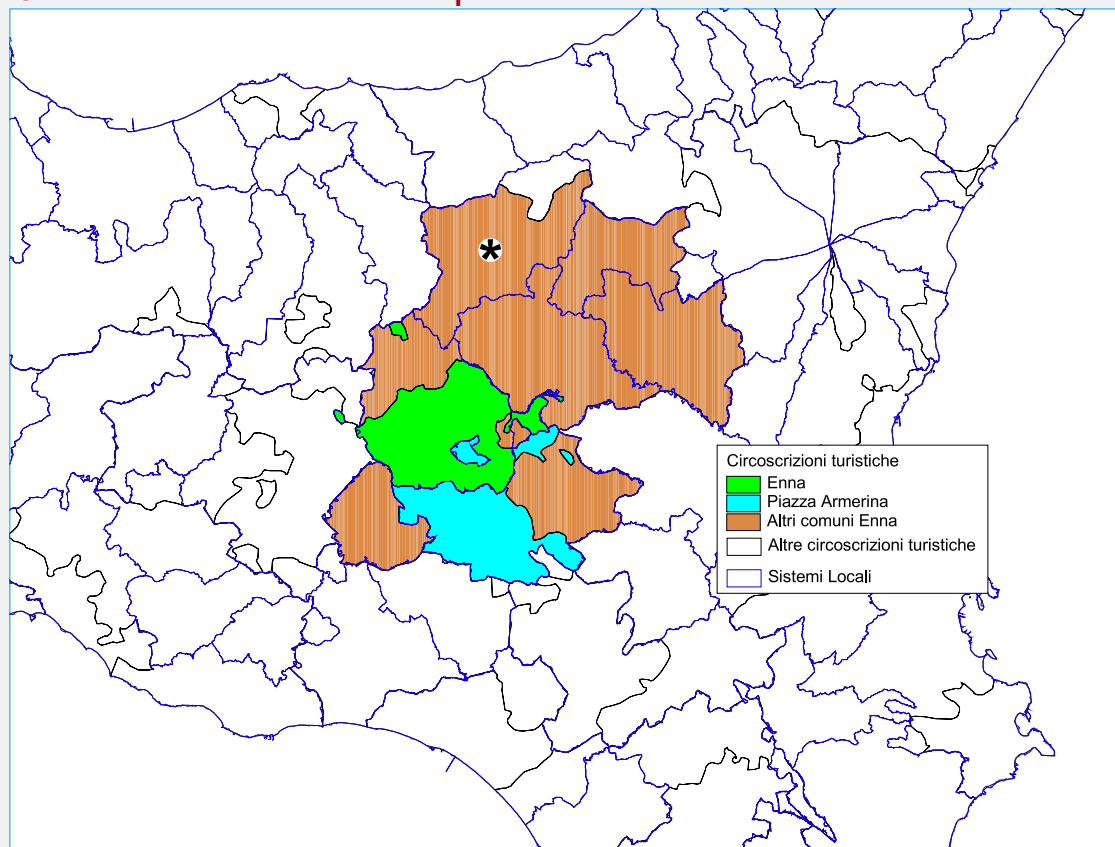 Circoscrizioni turistiche
Enna
Piazza Armerina
Altri comuni Enna
Altre circoscrizioni turistiche
Sistemi Locali
*